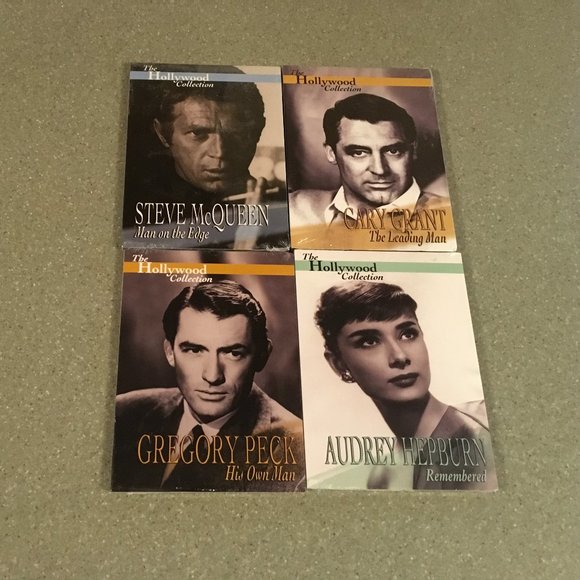 The
Hollywood
Collection
STEVE McQUEEN
Man on the Edge
The
Hollywood
Collection
CARY GRANT
The Leading Man
The
Hollywood
Collection
GREGORY PECK
His Own Man
The
Hollywood
Collection
AUDREY HEPBURN
Remembered